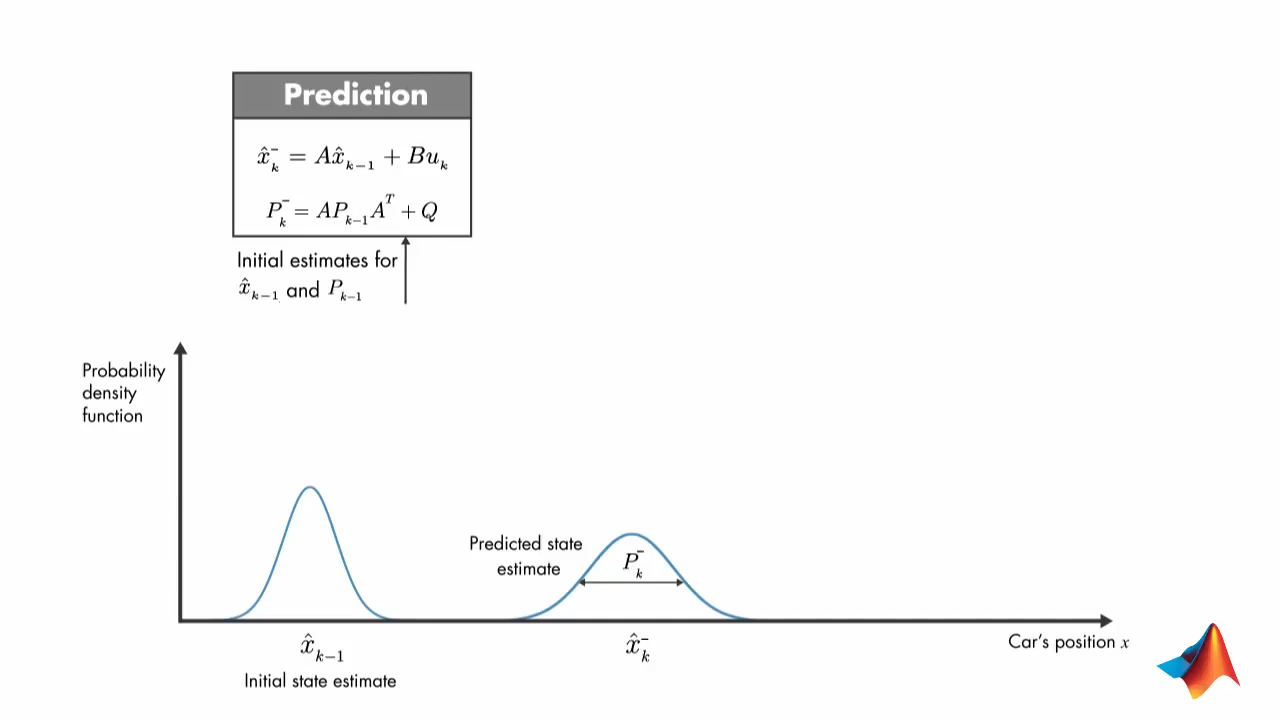 Prediction
x̂ₖ⁻ = Ax̂ₖ₋₁ + Buₖ
Pₖ⁻ = APₖ₋₁Aᵀ + Q
Initial estimates for
x̂ₖ₋₁ and Pₖ₋₁
Probability
density
function
Predicted state
estimate
Pₖ⁻
x̂ₖ₋₁
x̂ₖ⁻
Car's position x
Initial state estimate